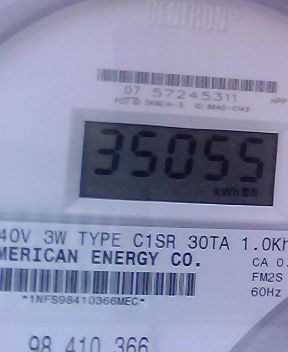 CENTRON®
07 57245311
35055
kWh
40V 3W TYPE C1SR 30TA 1.0Kh
MERICAN ENERGY CO.
CA 0.
FM2S
*1NFS98410366MEC*
60Hz
98 410 366